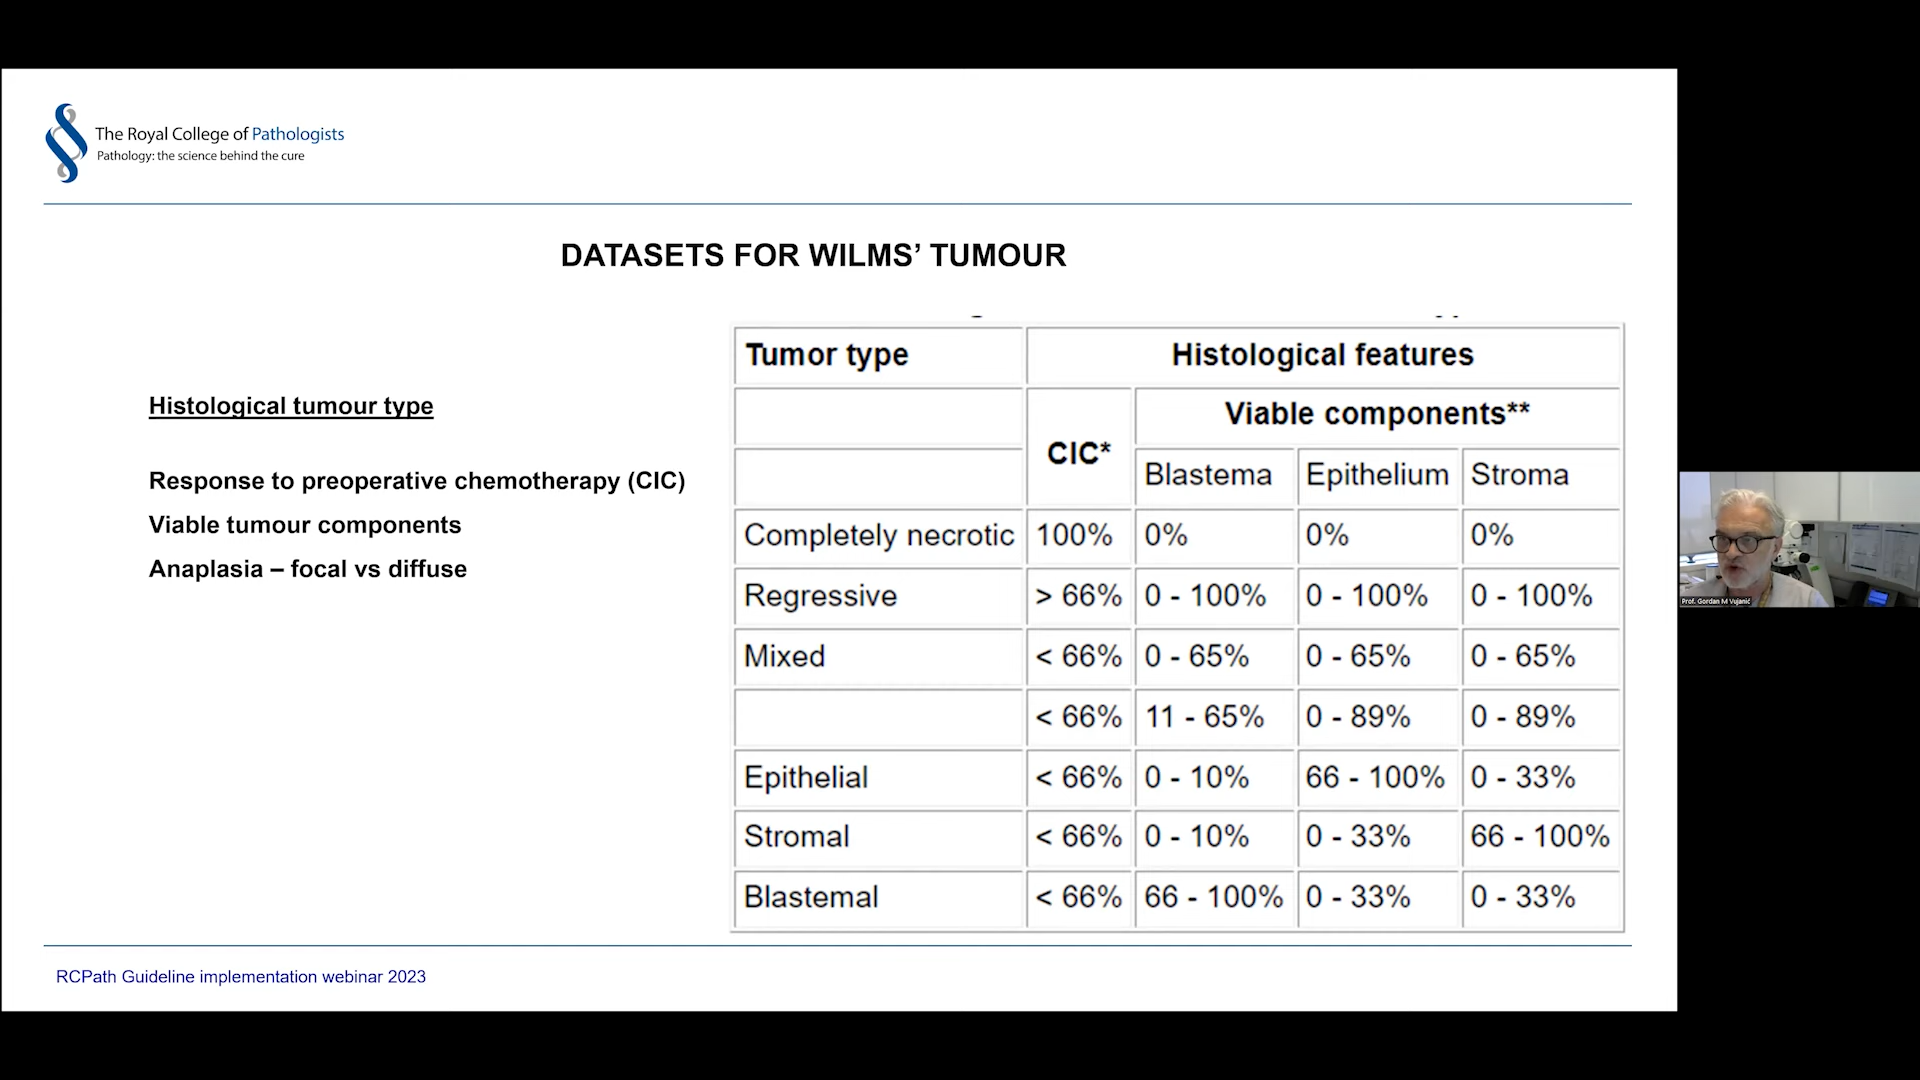 The Royal College of Pathologists
Pathology: the science behind the cure
DATASETS FOR WILMS’ TUMOUR
Histological tumour type
Response to preoperative chemotherapy (CIC)
Viable tumour components
Anaplasia – focal vs diffuse
Tumor type Histological features
CIC* Viable components**
Blastema Epithelium Stroma
Completely necrotic 100% 0% 0% 0%
Regressive > 66% 0 - 100% 0 - 100% 0 - 100%
Mixed < 66% 0 - 65% 0 - 65% 0 - 65%
< 66% 11 - 65% 0 - 89% 0 - 89%
Epithelial < 66% 0 - 10% 66 - 100% 0 - 33%
Stromal < 66% 0 - 10% 0 - 33% 66 - 100%
Blastemal < 66% 66 - 100% 0 - 33% 0 - 33%
RCPath Guideline implementation webinar 2023
Prof. Gordan M Vujanić